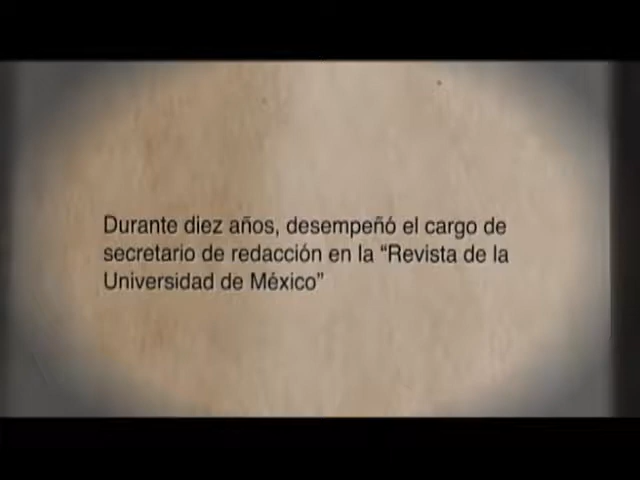 Durante diez años, desempeñó el cargo de
secretario de redacción en la “Revista de la
Universidad de México”